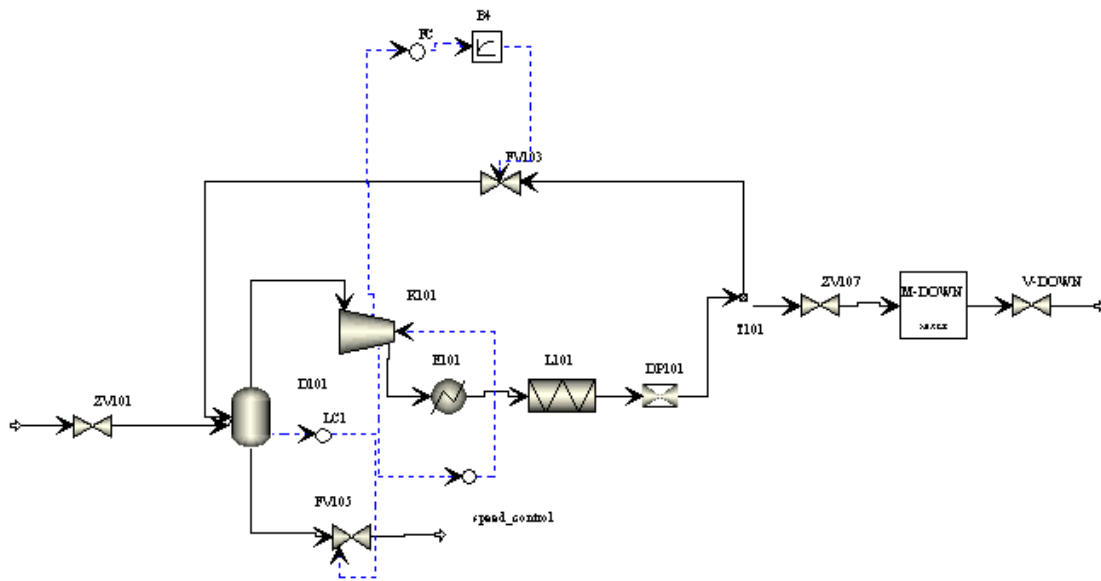 B4
FC
FV103
K101
ZV107
M-DOWN
V-DOWN
T101
E101
L101
DP101
D101
ZV101
LC1
FV105
speed_control